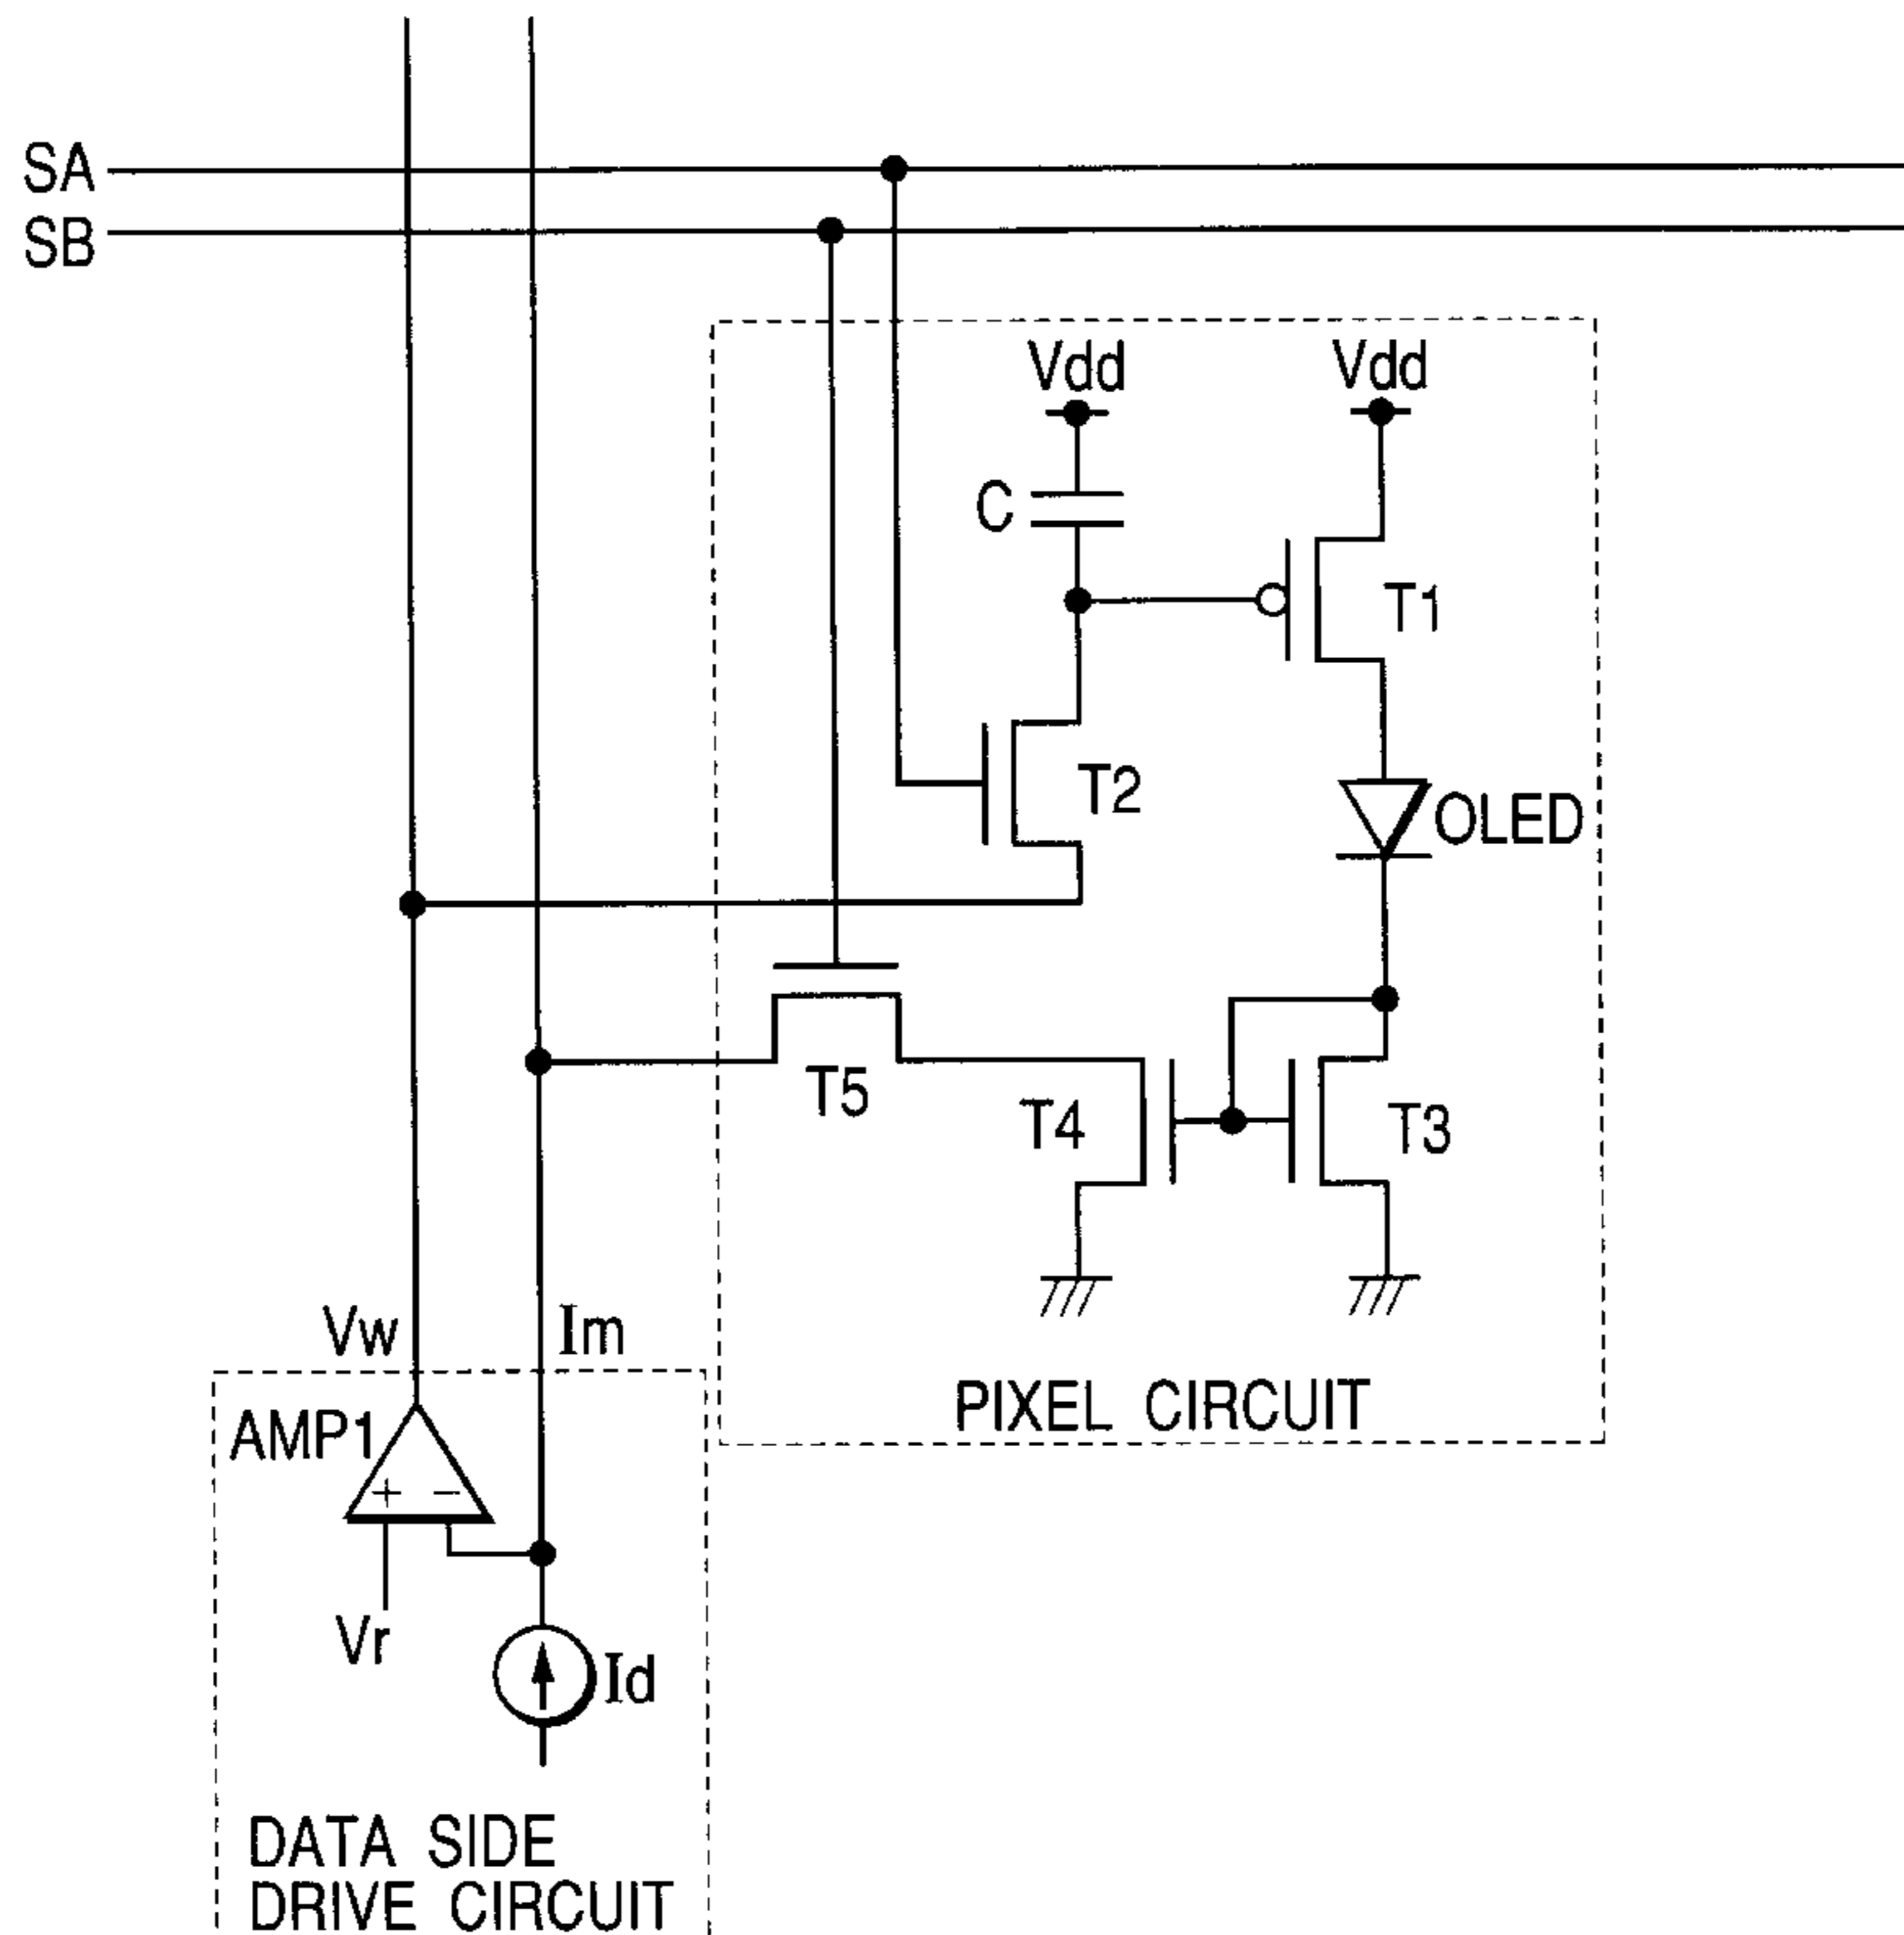 SA
SB
Vdd
Vdd
C
T1
T2
OLED
T5
T4
T3
Vw
Im
PIXEL CIRCUIT
AMP1
+ −
Vr
Id
DATA SIDE
DRIVE CIRCUIT